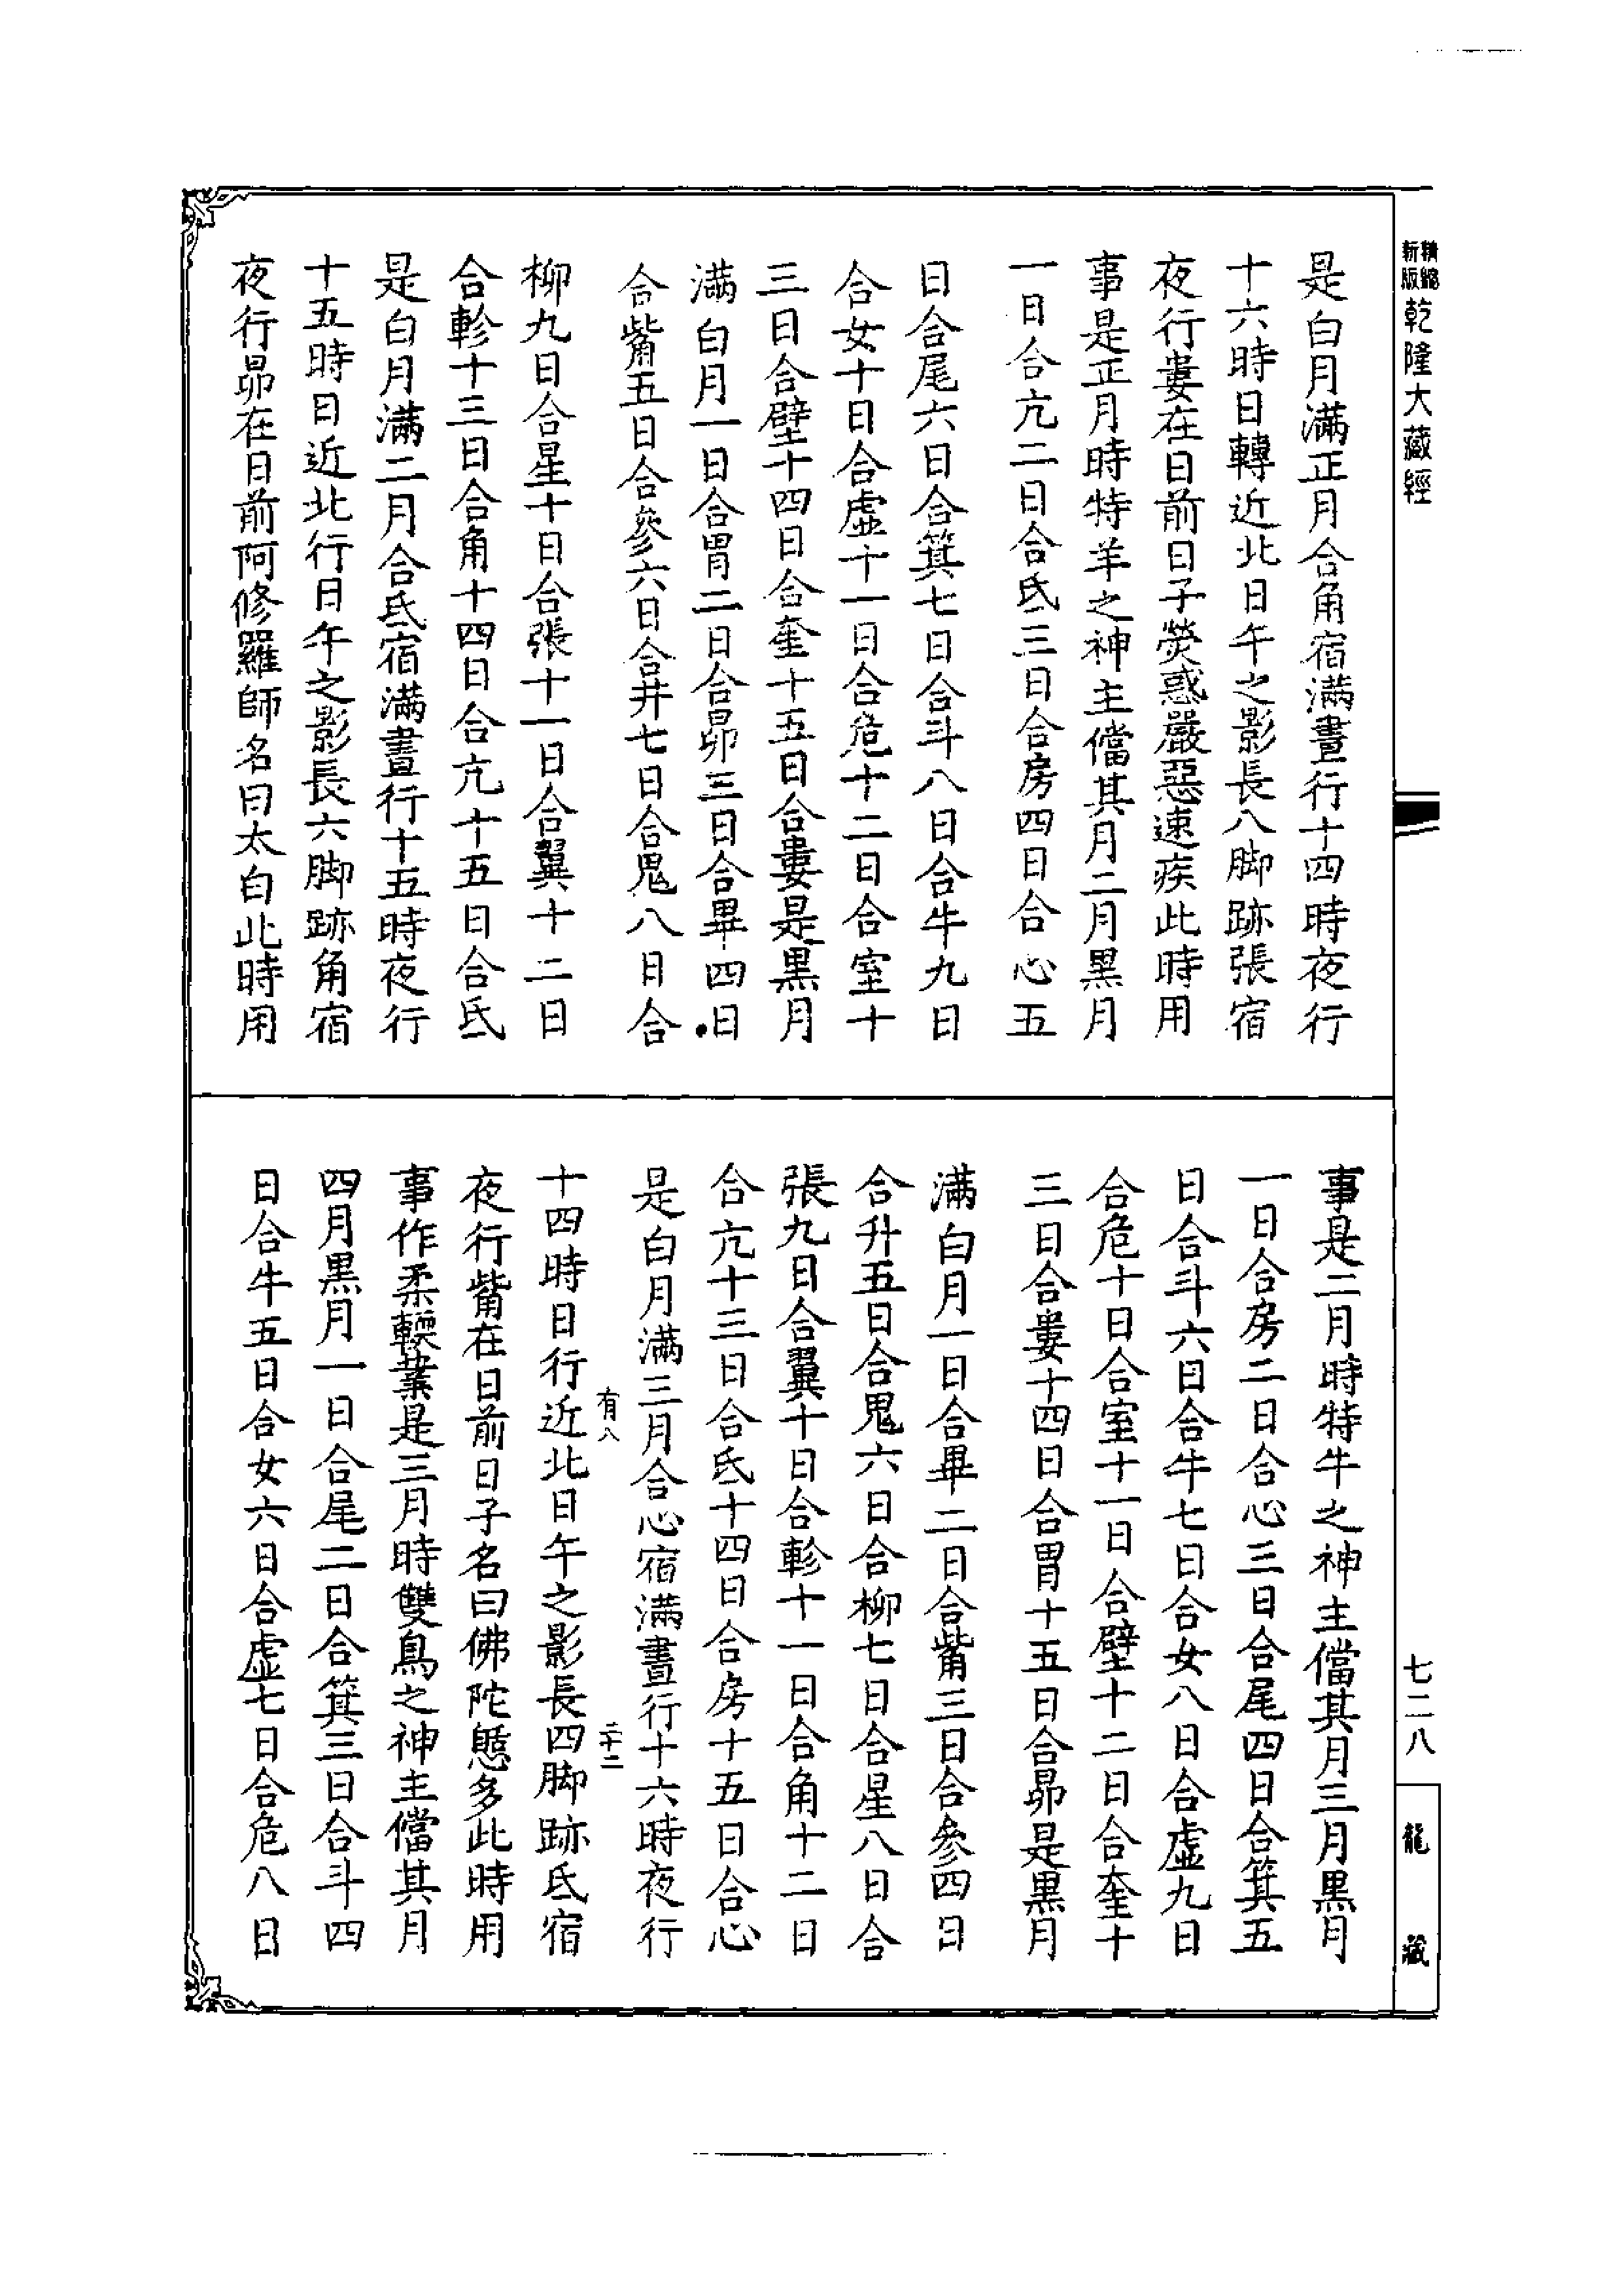 精縮
新版
乾隆大藏經
七二八
龍藏
是白月滿正月合角宿滿晝行十四時夜行
十六時日轉近北日午之影長八脚跡張宿
夜行婁在日前日子熒惑嚴惡速疾此時用
事是正月時特羊之神主儅其月二月黑月
一日合亢二日合氐三日合房四日合心五
日合尾六日合箕七日合斗八日合牛九日
合女十日合虛十一日合危十二日合室十
三日合壁十四日合奎十五日合婁是黑月
滿白月一日合胃二日合昴三日合畢四日
合觜五日合參六日合井七日合鬼八日合
柳九日合星十日合張十一日合翼十二日
合軫十三日合角十四日合亢十五日合氐
是白月滿二月合氐宿滿晝行十五時夜行
十五時日近北行日午之影長六脚跡角宿
夜行昴在日前阿修羅師名曰太白此時用
事是二月時特牛之神主儅其月三月黑月
一日合房二日合心三日合尾四日合箕五
日合斗六日合牛七日合女八日合虛九日
合危十日合室十一日合壁十二日合奎十
三日合婁十四日合胃十五日合昴是黑月
滿白月一日合畢二日合觜三日合參四日
合井五日合鬼六日合柳七日合星八日合
張九日合翼十日合軫十一日合角十二日
合亢十三日合氐十四日合房十五日合心
是白月滿三月合心宿滿晝行十六時夜行
有八
二十二
十四時日行近北日午之影長四脚跡氐宿
夜行觜在日前日子名曰佛陀慜多此時用
事作柔輭業是三月時雙鳥之神主儅其月
四月黑月一日合尾二日合箕三日合斗四
日合牛五日合女六日合虛七日合危八日